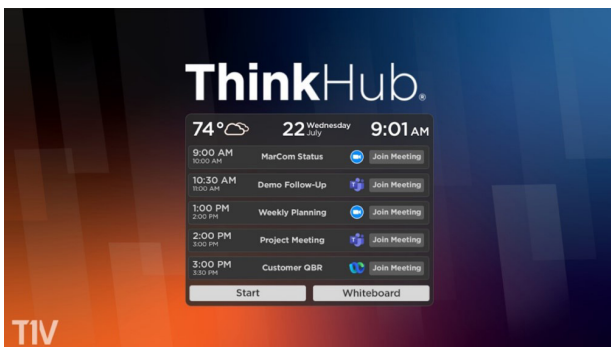 ThinkHub®
74° 22 Wednesday July 9:01 AM
9:00 AM MarCom Status Join Meeting
10:00 AM
10:30 AM Demo Follow-Up Join Meeting
11:00 AM
1:00 PM Weekly Planning Join Meeting
2:00 PM
2:00 PM Project Meeting Join Meeting
3:00 PM
3:00 PM Customer QBR Join Meeting
3:30 PM
Start Whiteboard
T1V